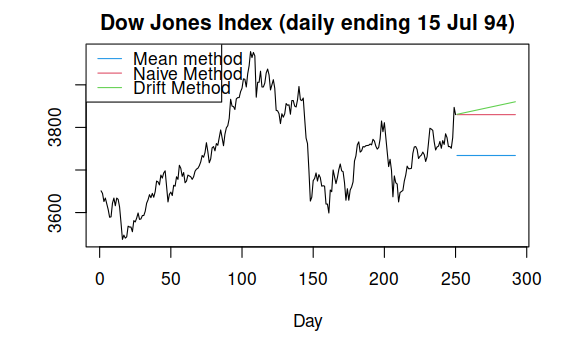 Dow Jones Index (daily ending 15 Jul 94)
Mean method
Naive Method
Drift Method
3800
3600
0 50 100 150 200 250 300
Day